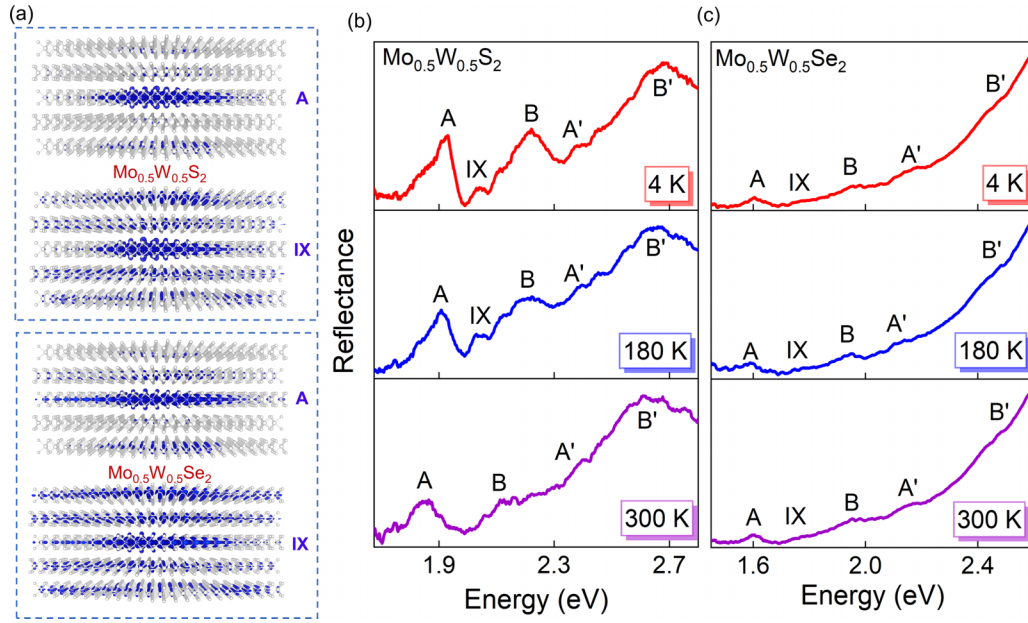 (a)
A
Mo0.5W0.5S2
IX
A
Mo0.5W0.5Se2
IX
(b)
Reflectance
Mo0.5W0.5S2
A
IX
B
A'
B'
4 K
A
IX
B
A'
B'
180 K
A
B
A'
B'
300 K
1.9 2.3 2.7
Energy (eV)
(c)
Mo0.5W0.5Se2
A
IX
B
A'
B'
4 K
A
IX
B
A'
B'
180 K
A
IX
B
A'
B'
300 K
1.6 2.0 2.4
Energy (eV)